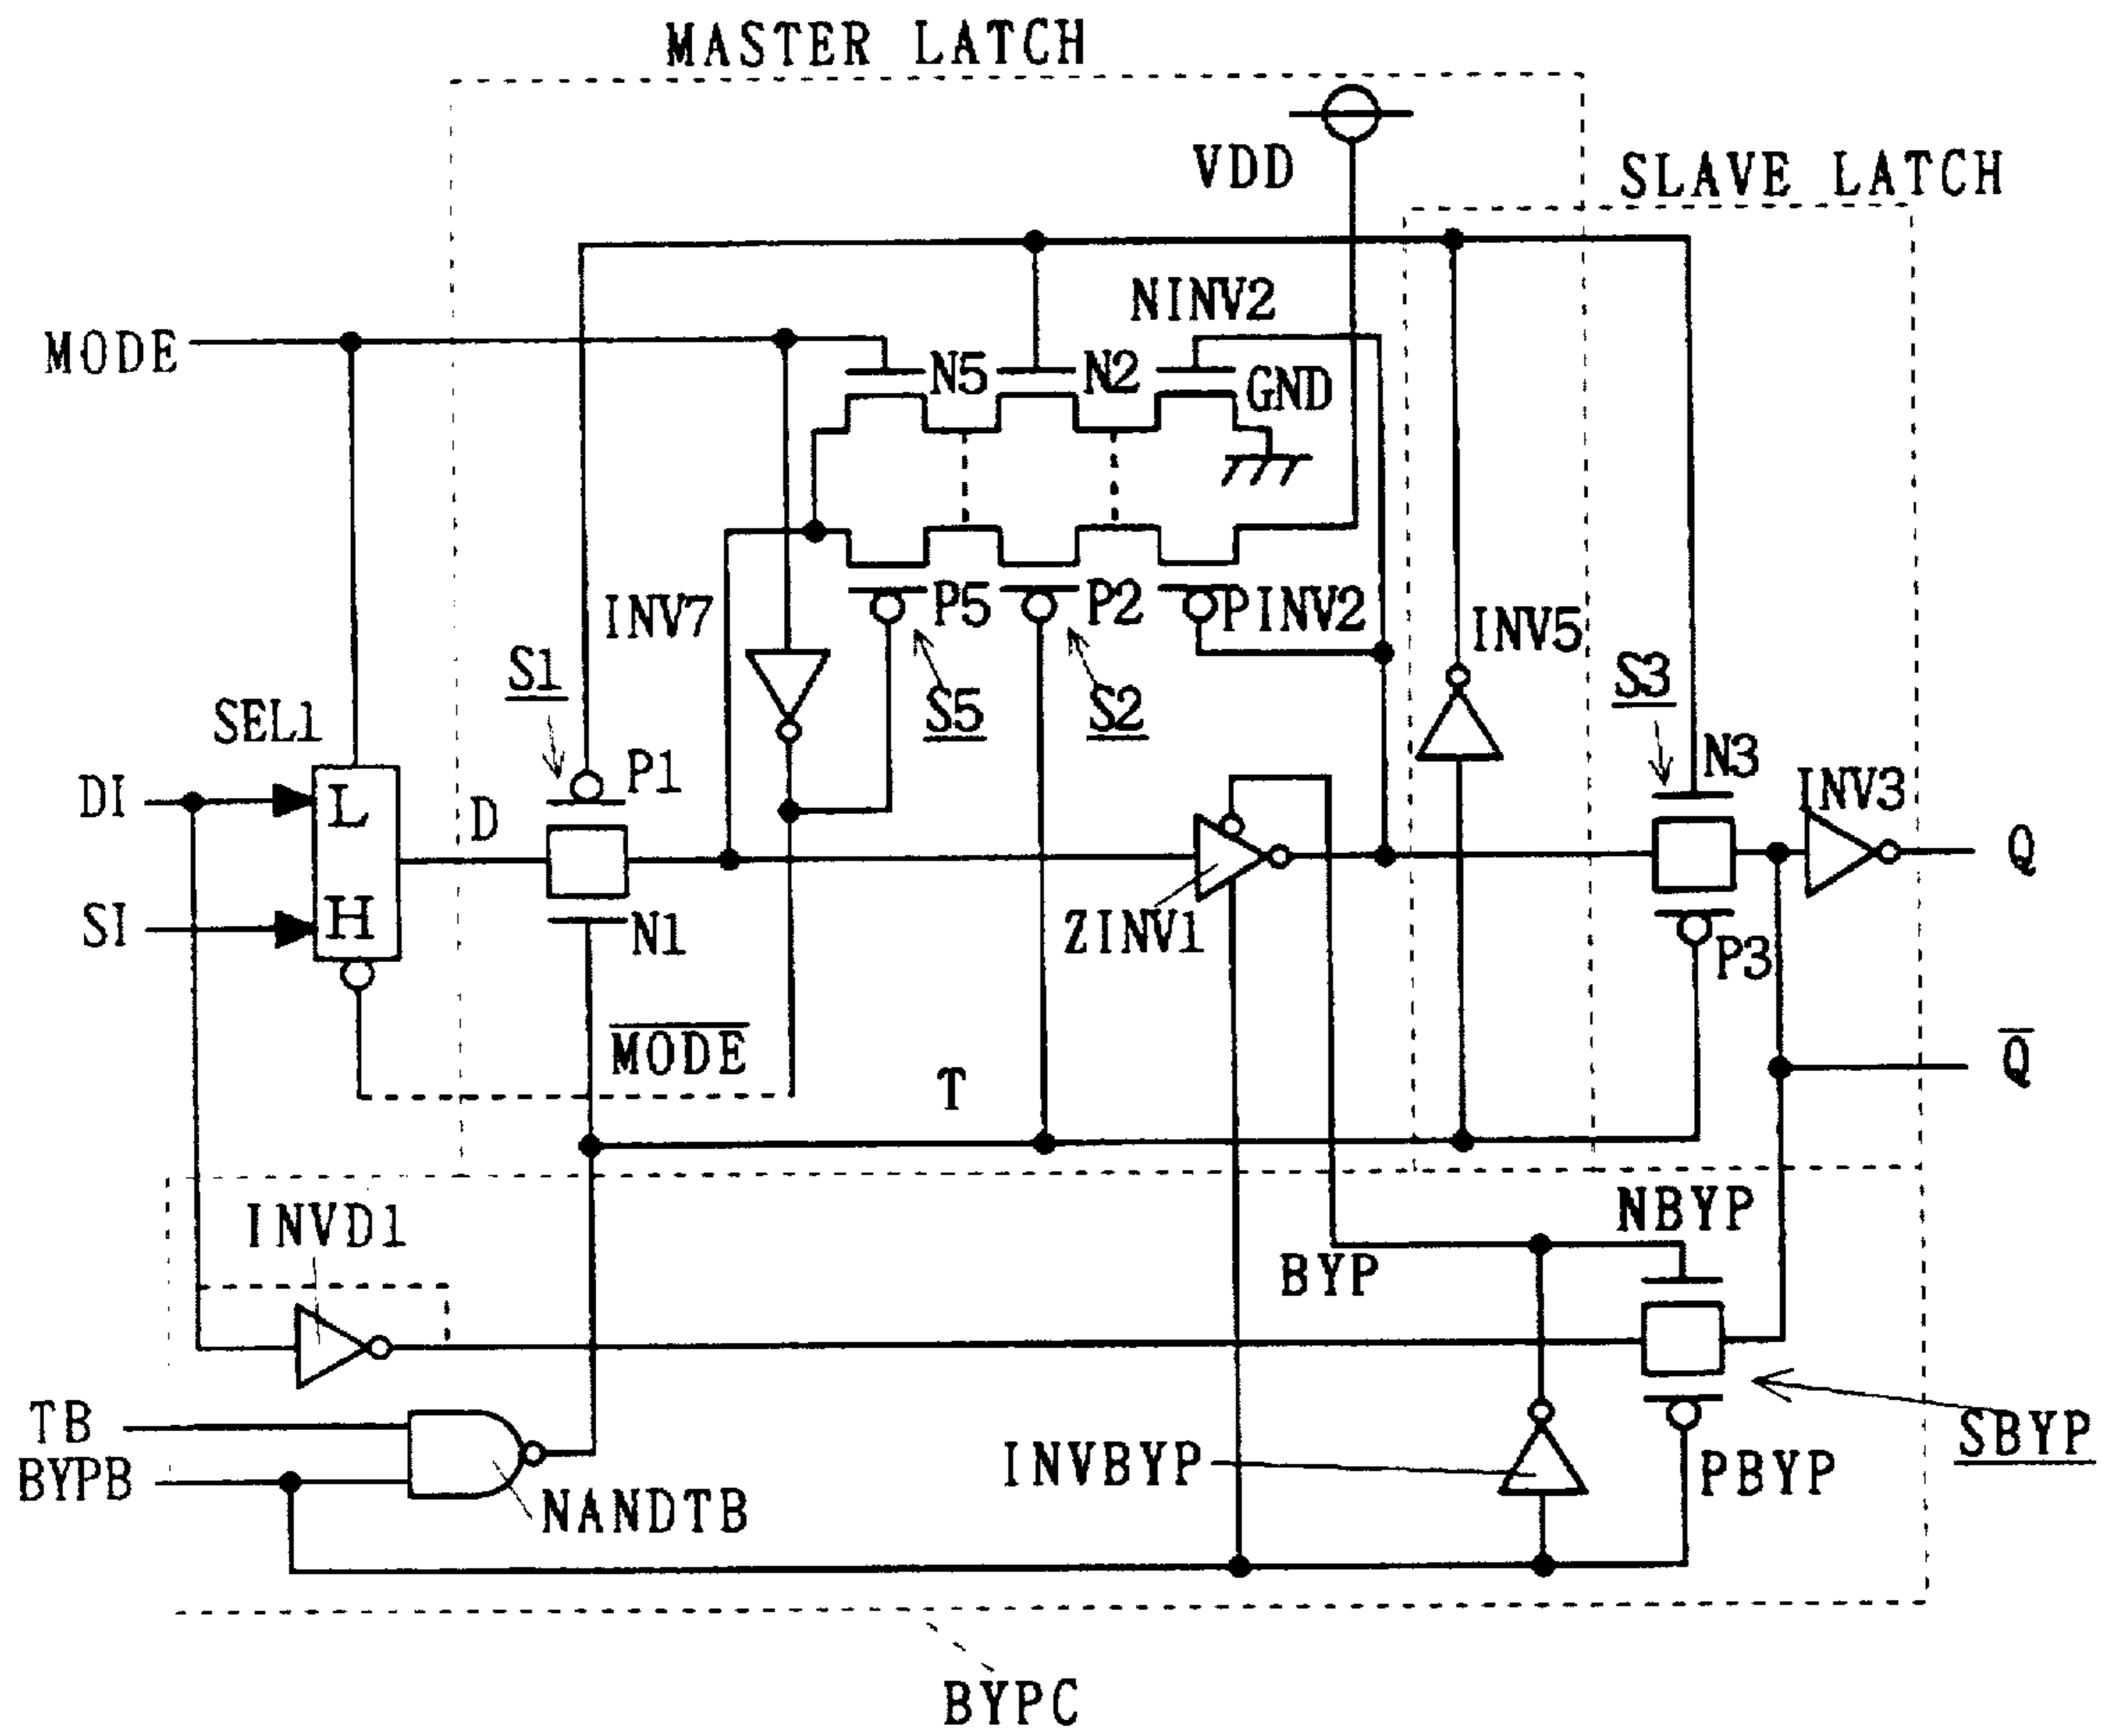 MASTER LATCH
VDD
SLAVE LATCH
NINV2
MODE
N5
N2
GND
INV7
P5
P2
PINV2
INV5
S1
S5
S2
S3
SEL1
P1
N3
INV3
DI
L
D
Q
SI
H
N1
ZINV1
P3
MODE
T
Q
INVD1
NBYP
BYP
TB
BYPB
NANDTB
INVBYP
PBYP
SBYP
BYPC